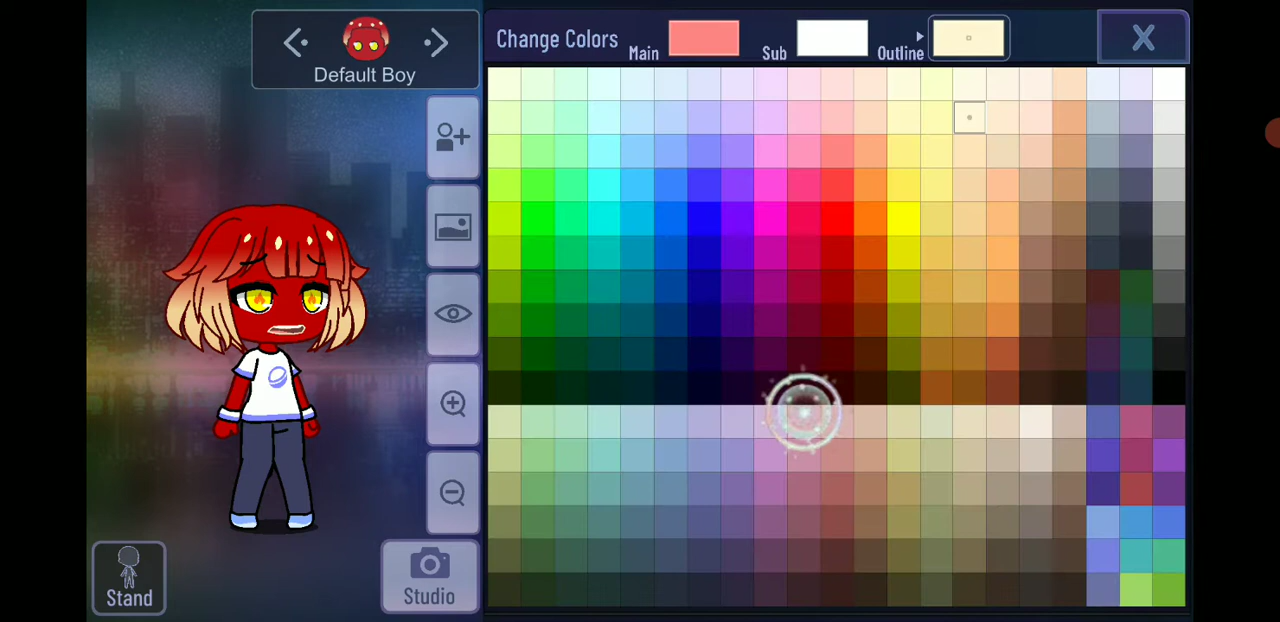 Default Boy
Change Colors
Main
Sub
Outline
X
Stand
Studio